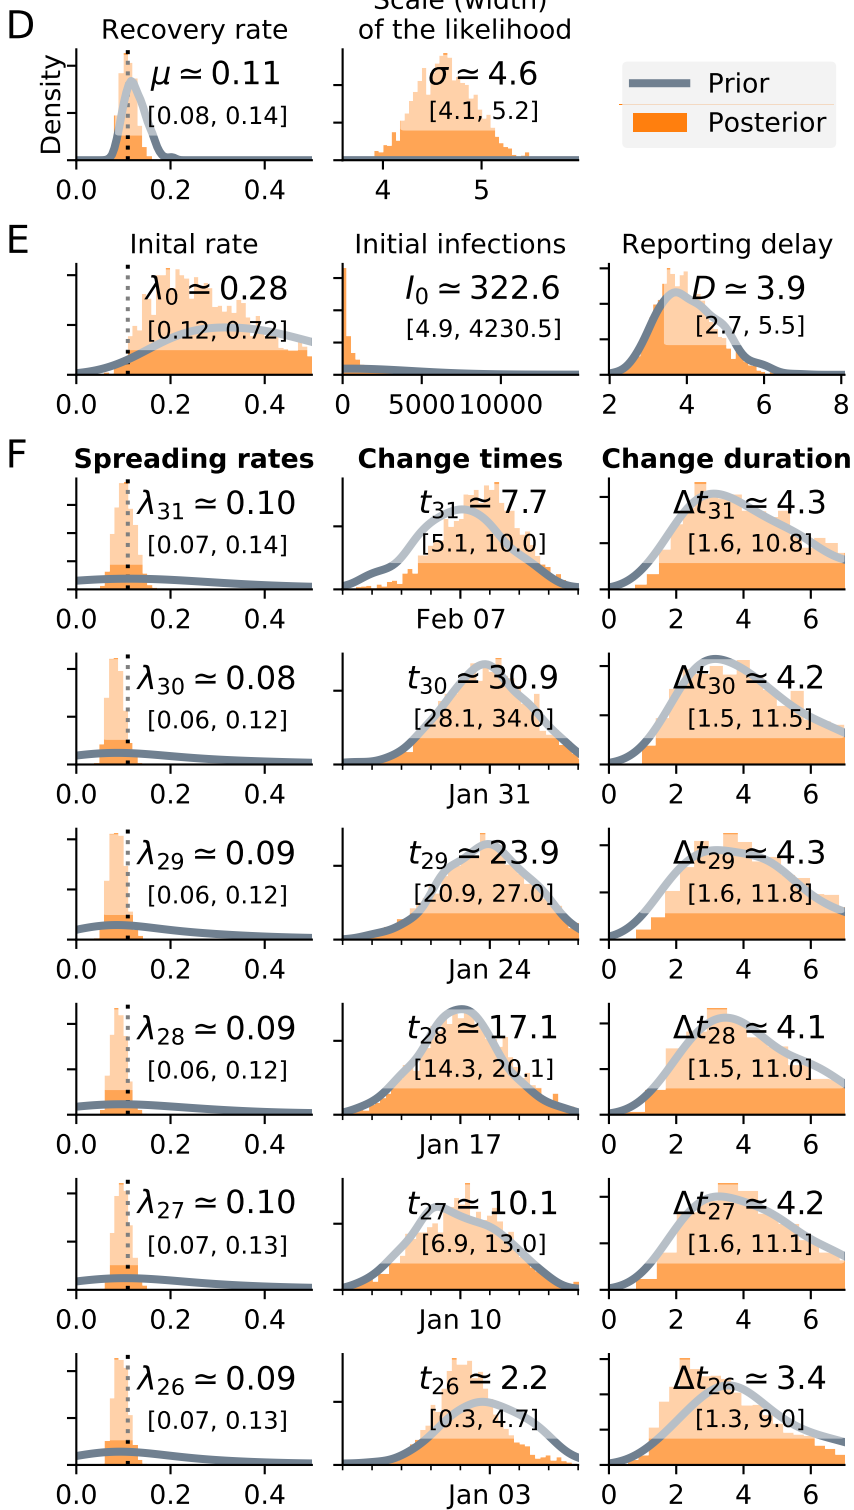 D
Recovery rate
Scale (width)
of the likelihood
Density
μ ≃ 0.11
[0.08, 0.14]
0.0 0.2 0.4
σ ≃ 4.6
[4.1, 5.2]
4 5
Prior
Posterior
E
Inital rate
λ0 ≃ 0.28
[0.12, 0.72]
0.0 0.2 0.4
Initial infections
I0 ≃ 322.6
[4.9, 4230.5]
0 5000 10000
Reporting delay
D ≃ 3.9
[2.7, 5.5]
2 4 6 8
F
Spreading rates
Change times
Change duration
λ31 ≃ 0.10
[0.07, 0.14]
0.0 0.2 0.4
t31 ≃ 7.7
[5.1, 10.0]
Feb 07
Δt31 ≃ 4.3
[1.6, 10.8]
0 2 4 6
λ30 ≃ 0.08
[0.06, 0.12]
0.0 0.2 0.4
t30 ≃ 30.9
[28.1, 34.0]
Jan 31
Δt30 ≃ 4.2
[1.5, 11.5]
0 2 4 6
λ29 ≃ 0.09
[0.06, 0.12]
0.0 0.2 0.4
t29 ≃ 23.9
[20.9, 27.0]
Jan 24
Δt29 ≃ 4.3
[1.6, 11.8]
0 2 4 6
λ28 ≃ 0.09
[0.06, 0.12]
0.0 0.2 0.4
t28 ≃ 17.1
[14.3, 20.1]
Jan 17
Δt28 ≃ 4.1
[1.5, 11.0]
0 2 4 6
λ27 ≃ 0.10
[0.07, 0.13]
0.0 0.2 0.4
t27 ≃ 10.1
[6.9, 13.0]
Jan 10
Δt27 ≃ 4.2
[1.6, 11.1]
0 2 4 6
λ26 ≃ 0.09
[0.07, 0.13]
0.0 0.2 0.4
t26 ≃ 2.2
[0.3, 4.7]
Jan 03
Δt26 ≃ 3.4
[1.3, 9.0]
0 2 4 6